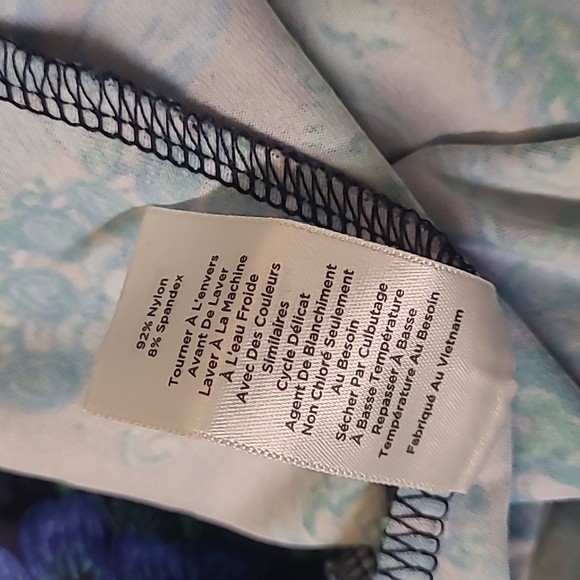 92% Nylon
8% Spandex
Tourner À L'envers
Avant De Laver
Laver À La Machine
À L'eau Froide
Avec Des Couleurs
Similaires
Cycle Délicat
Agent De Blanchiment
Non Chloré Seulement
Au Besoin
Sécher Par Culbutage
À Basse Température
Repasser À Basse
Température Au Besoin
Fabriqué Au Vietnam